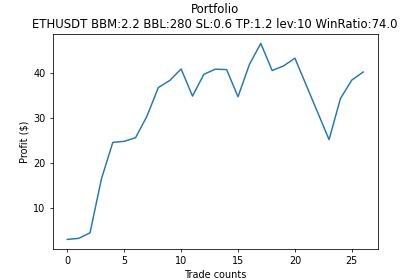 Portfolio
ETHUSDT BBM:2.2 BBL:280 SL:0.6 TP:1.2 lev:10 WinRatio:74.0
40
30
20
10
Profit ($)
0 5 10 15 20 25
Trade counts